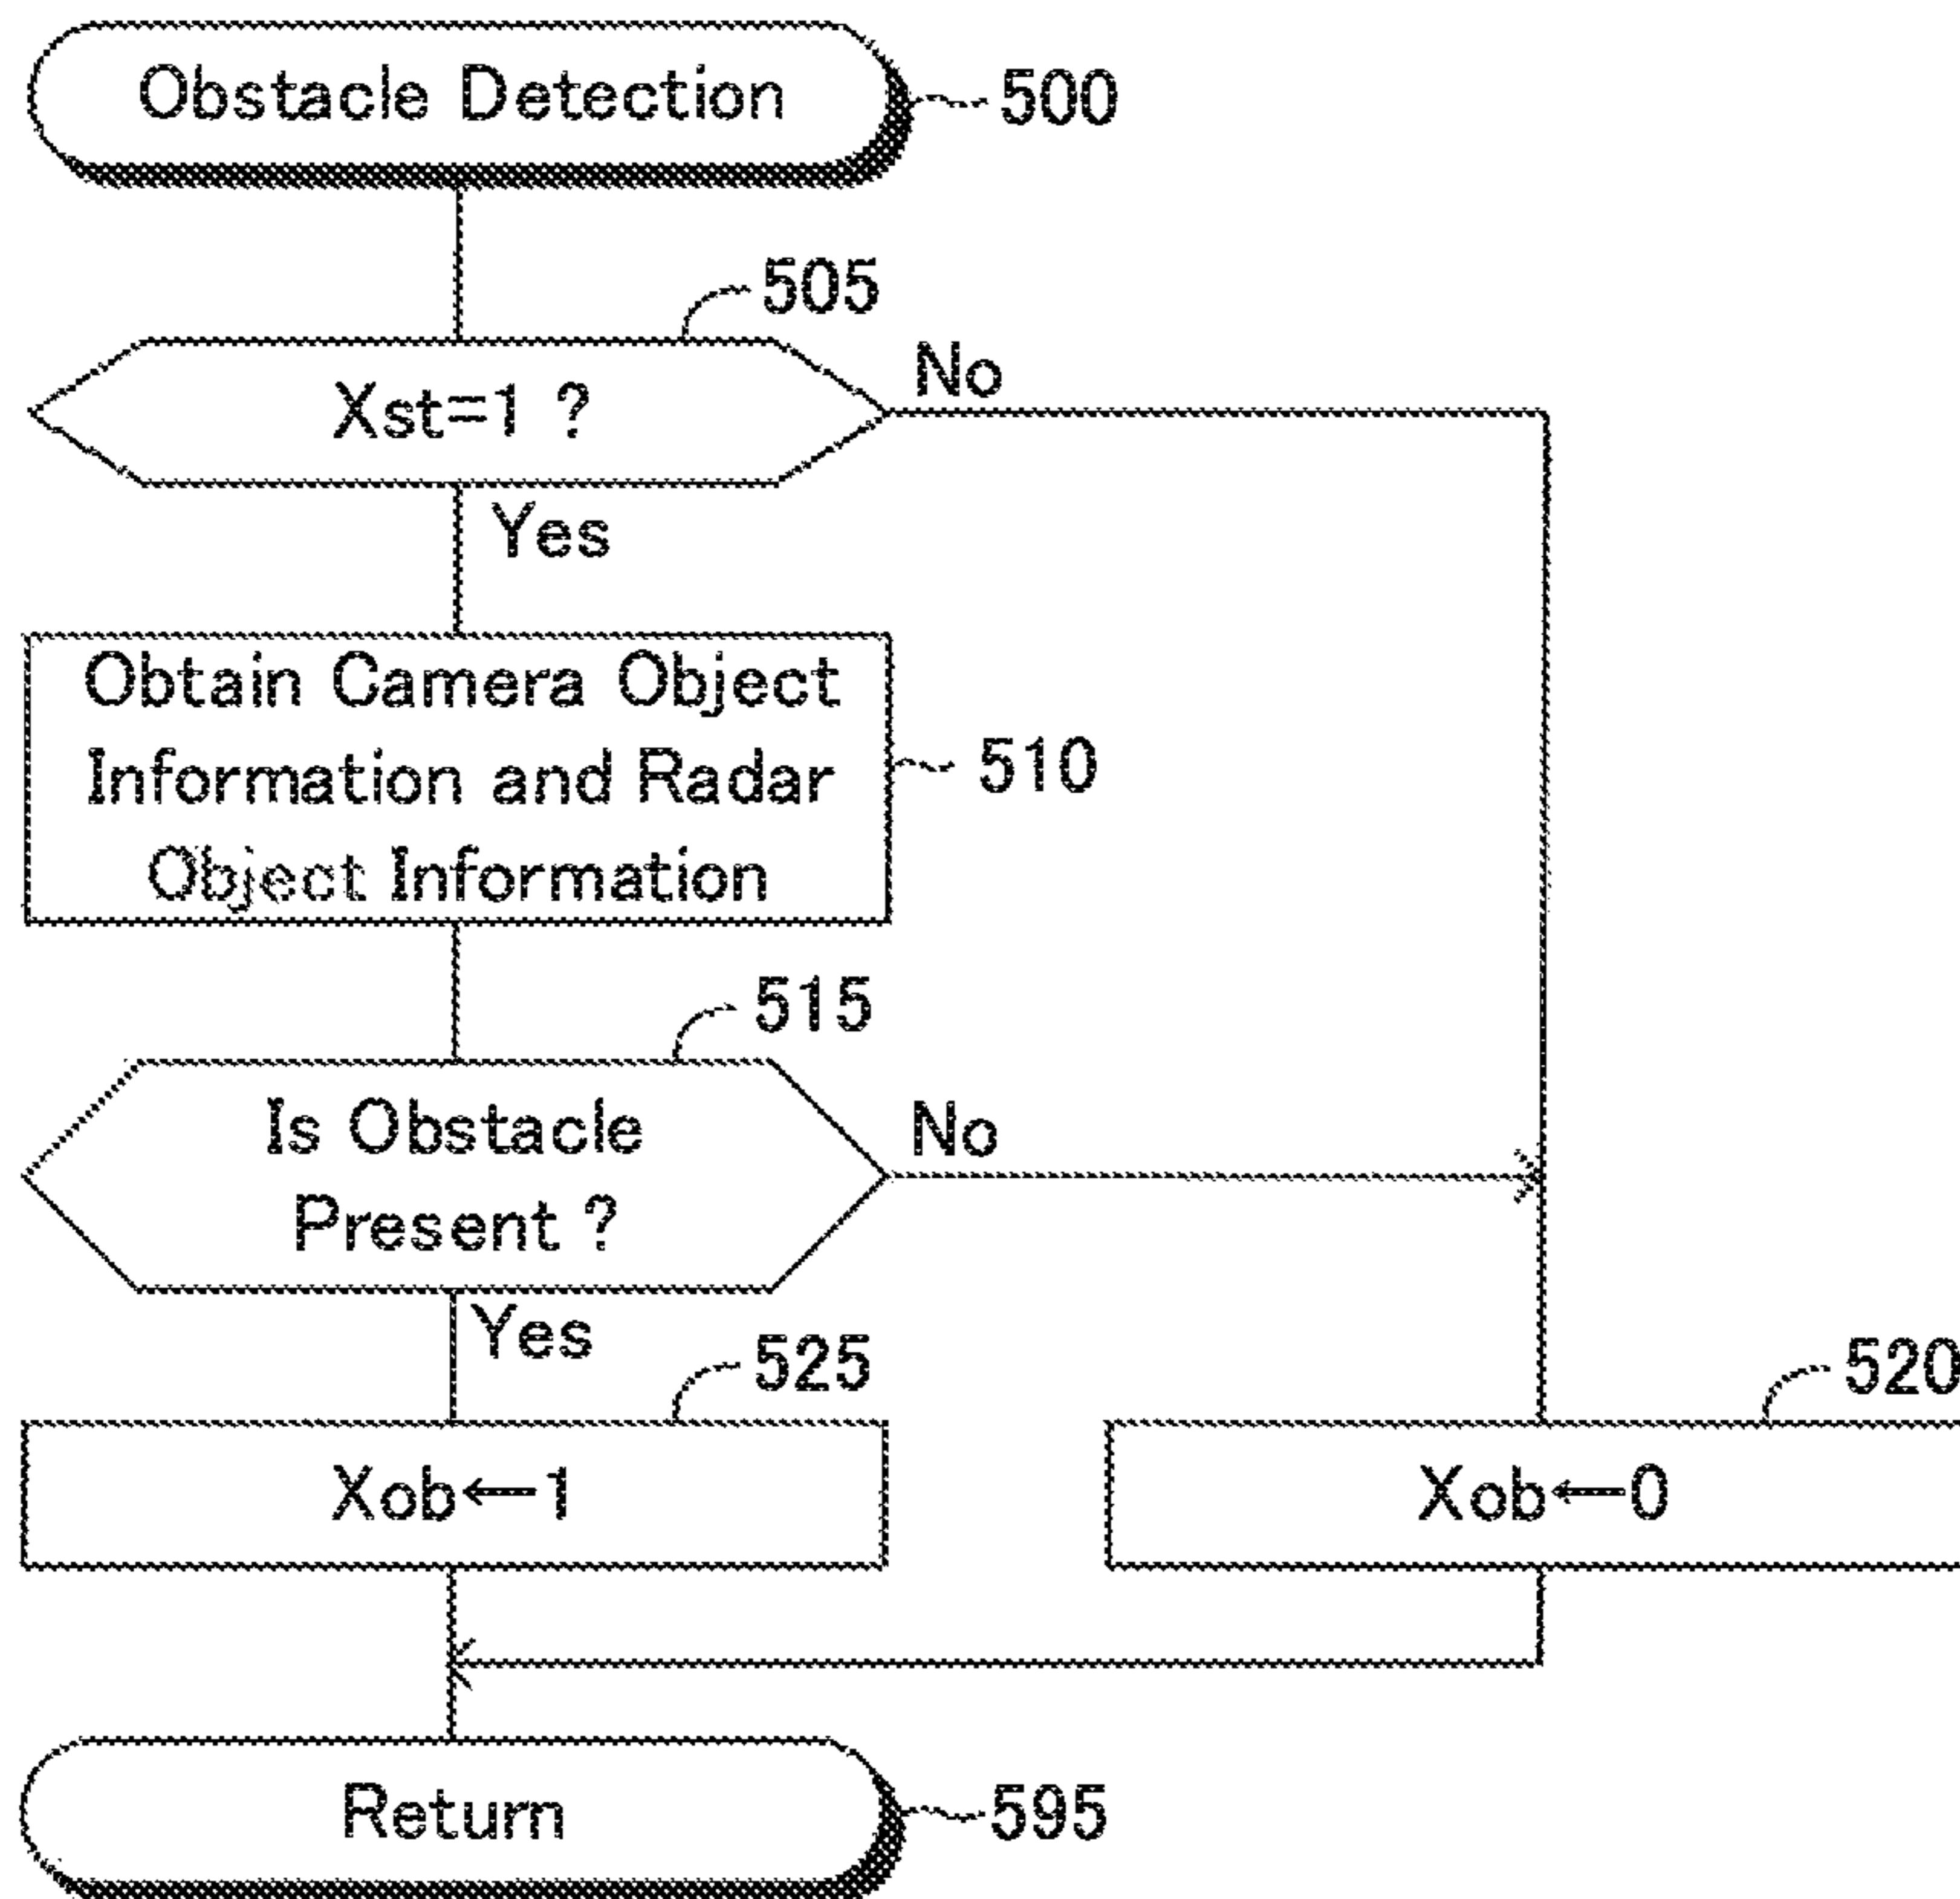 Obstacle Detection
500
505
Xst=1 ?
No
Yes
Obtain Camera Object
Information and Radar
Object Information
510
515
Is Obstacle
Present ?
No
Yes
525
520
Xob←1
Xob←0
Return
595